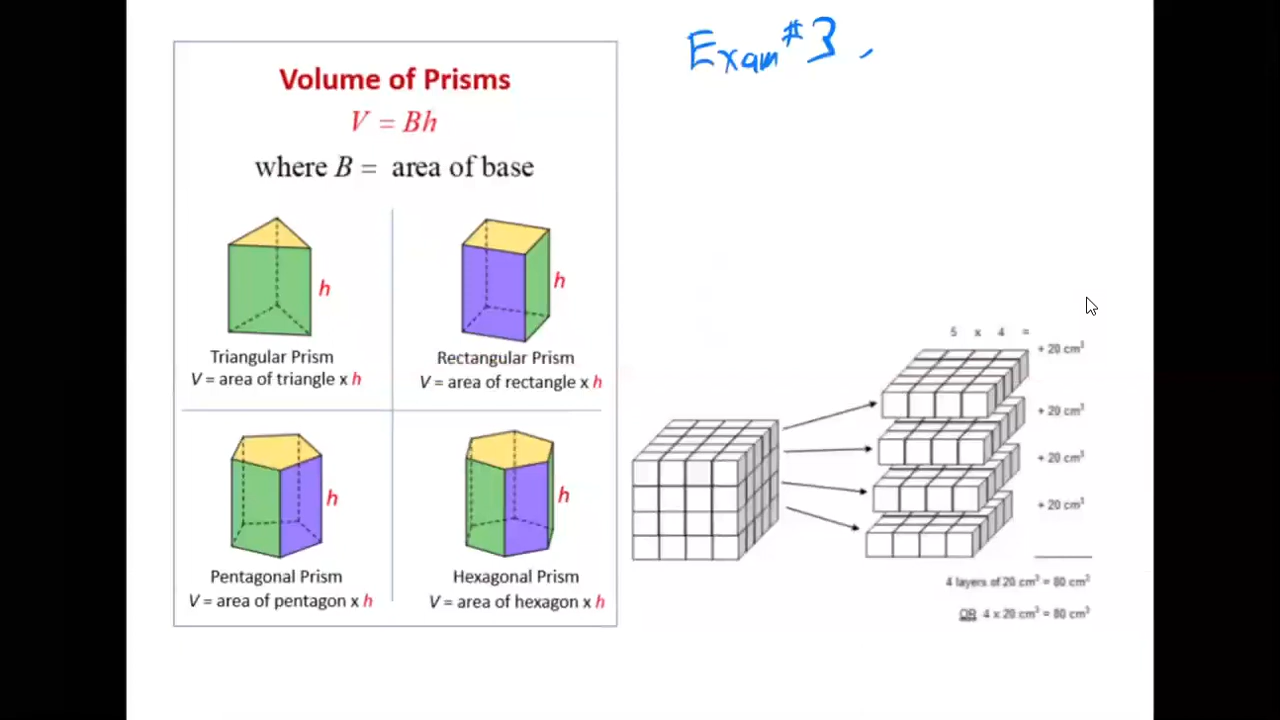 Exam #3,
Volume of Prisms
V = Bh
where B = area of base
h
h
Triangular Prism
V = area of triangle x h
Rectangular Prism
V = area of rectangle x h
h
h
Pentagonal Prism
V = area of pentagon x h
Hexagonal Prism
V = area of hexagon x h
5 x 4 =
+ 20 cm³
+ 20 cm³
+ 20 cm³
+ 20 cm³
4 layers of 20 cm³ = 80 cm³
OR 4 x 20 cm³ = 80 cm³